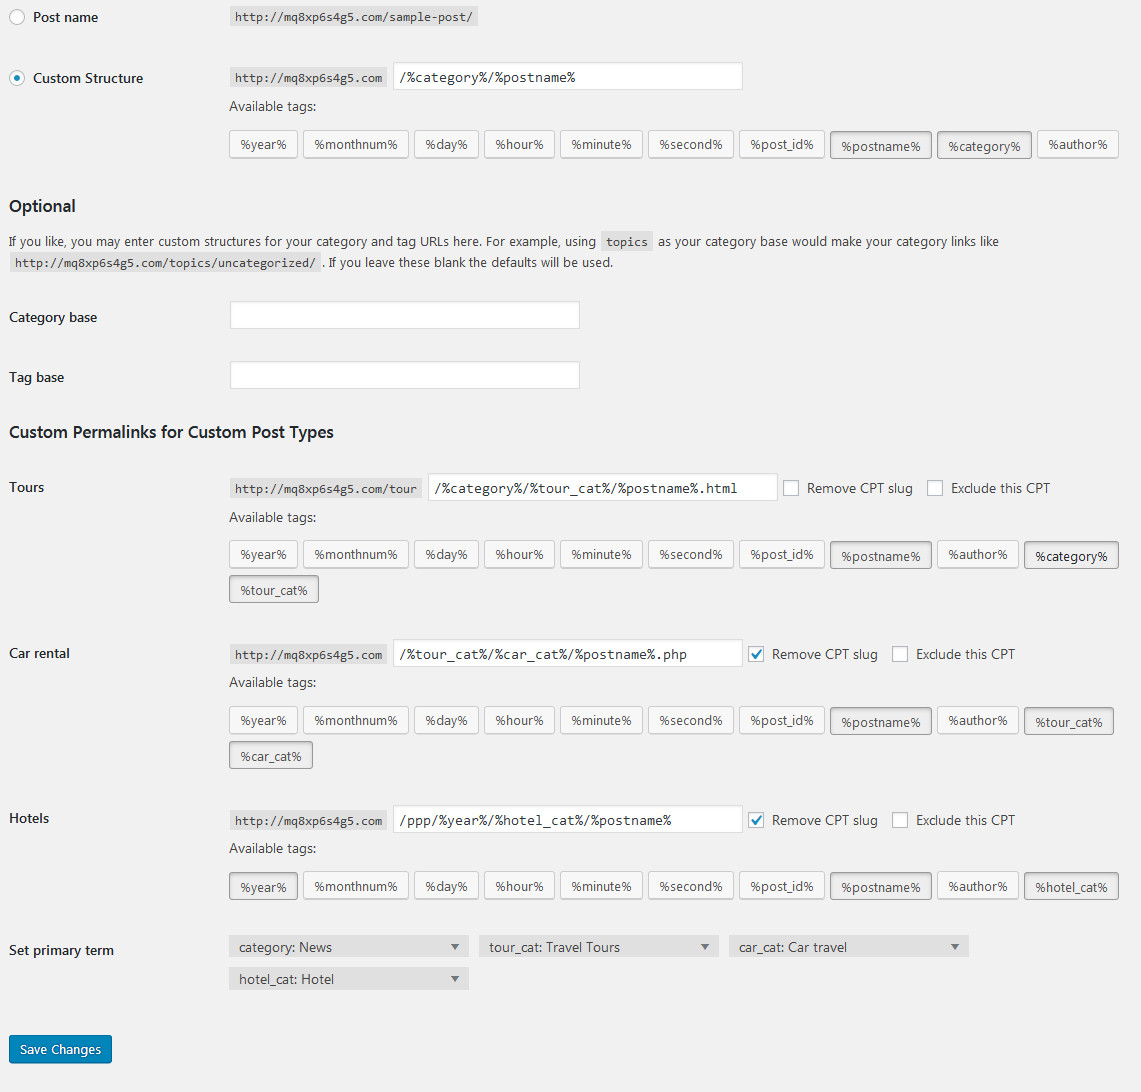 Post name http://mq8xp6s4g5.com/sample-post/
Custom Structure http://mq8xp6s4g5.com /%category%/%postname%
Available tags:
%year% %monthnum% %day% %hour% %minute% %second% %post_id% %postname% %category% %author%
Optional
If you like, you may enter custom structures for your category and tag URLs here. For example, using topics as your category base would make your category links like
http://mq8xp6s4g5.com/topics/uncategorized/ . If you leave these blank the defaults will be used.
Category base
Tag base
Custom Permalinks for Custom Post Types
Tours http://mq8xp6s4g5.com/tour /%category%/%tour_cat%/%postname%.html Remove CPT slug Exclude this CPT
Available tags:
%year% %monthnum% %day% %hour% %minute% %second% %post_id% %postname% %author% %category%
%tour_cat%
Car rental http://mq8xp6s4g5.com /%tour_cat%/%car_cat%/%postname%.php Remove CPT slug Exclude this CPT
Available tags:
%year% %monthnum% %day% %hour% %minute% %second% %post_id% %postname% %author% %tour_cat%
%car_cat%
Hotels http://mq8xp6s4g5.com /ppp/%year%/%hotel_cat%/%postname% Remove CPT slug Exclude this CPT
Available tags:
%year% %monthnum% %day% %hour% %minute% %second% %post_id% %postname% %author% %hotel_cat%
Set primary term category: News tour_cat: Travel Tours car_cat: Car travel
hotel_cat: Hotel
Save Changes